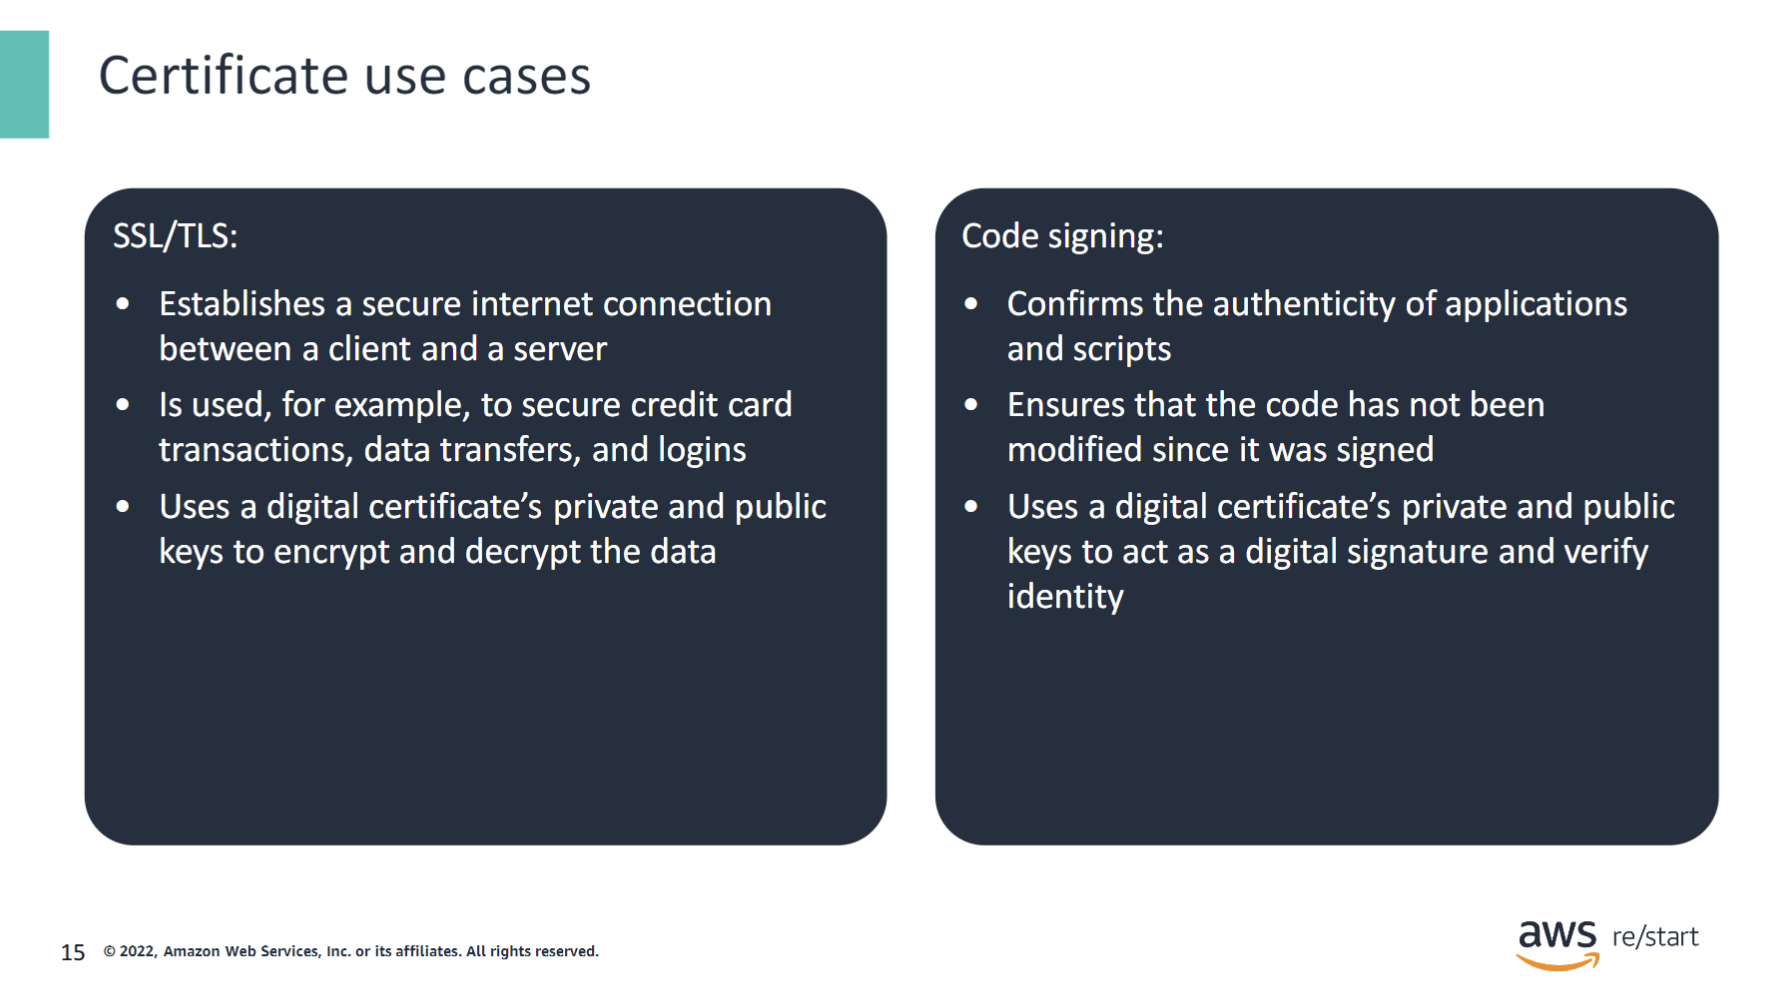 Certificate use cases
SSL/TLS:
• Establishes a secure internet connection
between a client and a server
• Is used, for example, to secure credit card
transactions, data transfers, and logins
• Uses a digital certificate’s private and public
keys to encrypt and decrypt the data
Code signing:
• Confirms the authenticity of applications
and scripts
• Ensures that the code has not been
modified since it was signed
• Uses a digital certificate’s private and public
keys to act as a digital signature and verify
identity
15 © 2022, Amazon Web Services, Inc. or its affiliates. All rights reserved.
aws re/start